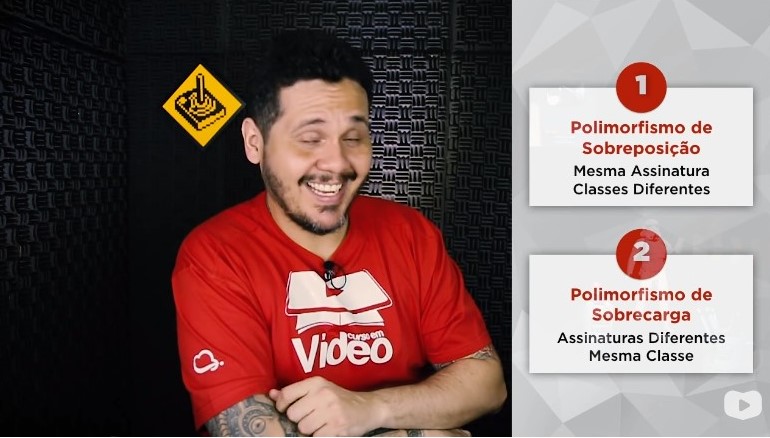 curso em
Vídeo
1
Polimorfismo de
Sobreposição
Mesma Assinatura
Classes Diferentes
2
Polimorfismo de
Sobrecarga
Assinaturas Diferentes
Mesma Classe